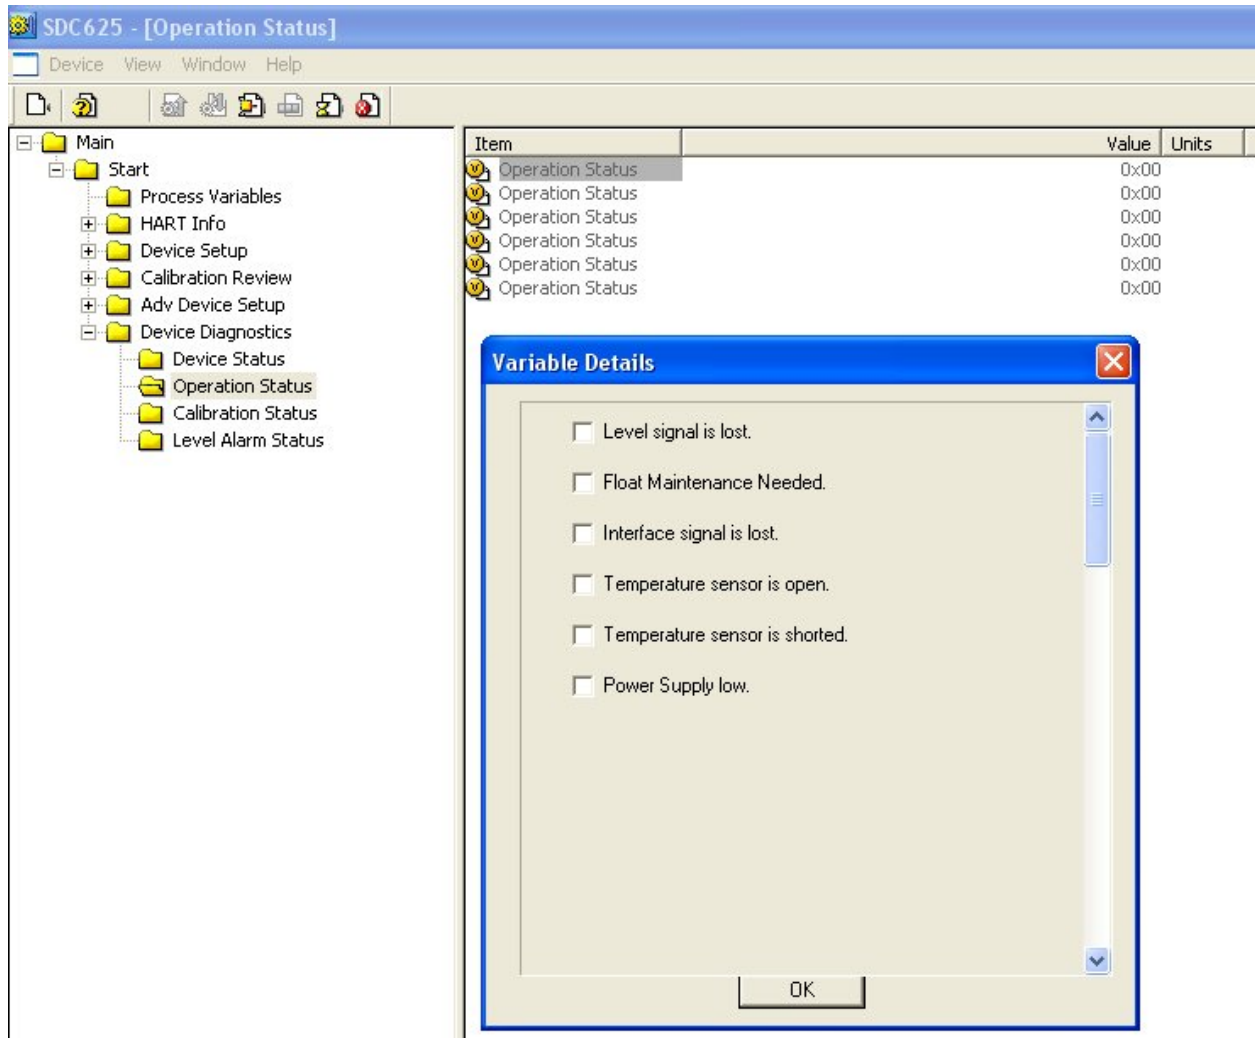 SDC625 - [Operation Status]
Device View Window Help
Main
Start
Process Variables
HART Info
Device Setup
Calibration Review
Adv Device Setup
Device Diagnostics
Device Status
Operation Status
Calibration Status
Level Alarm Status
Item Value Units
Operation Status 0x00
Operation Status 0x00
Operation Status 0x00
Operation Status 0x00
Operation Status 0x00
Operation Status 0x00
Variable Details
Level signal is lost.
Float Maintenance Needed.
Interface signal is lost.
Temperature sensor is open.
Temperature sensor is shorted.
Power Supply low.
OK